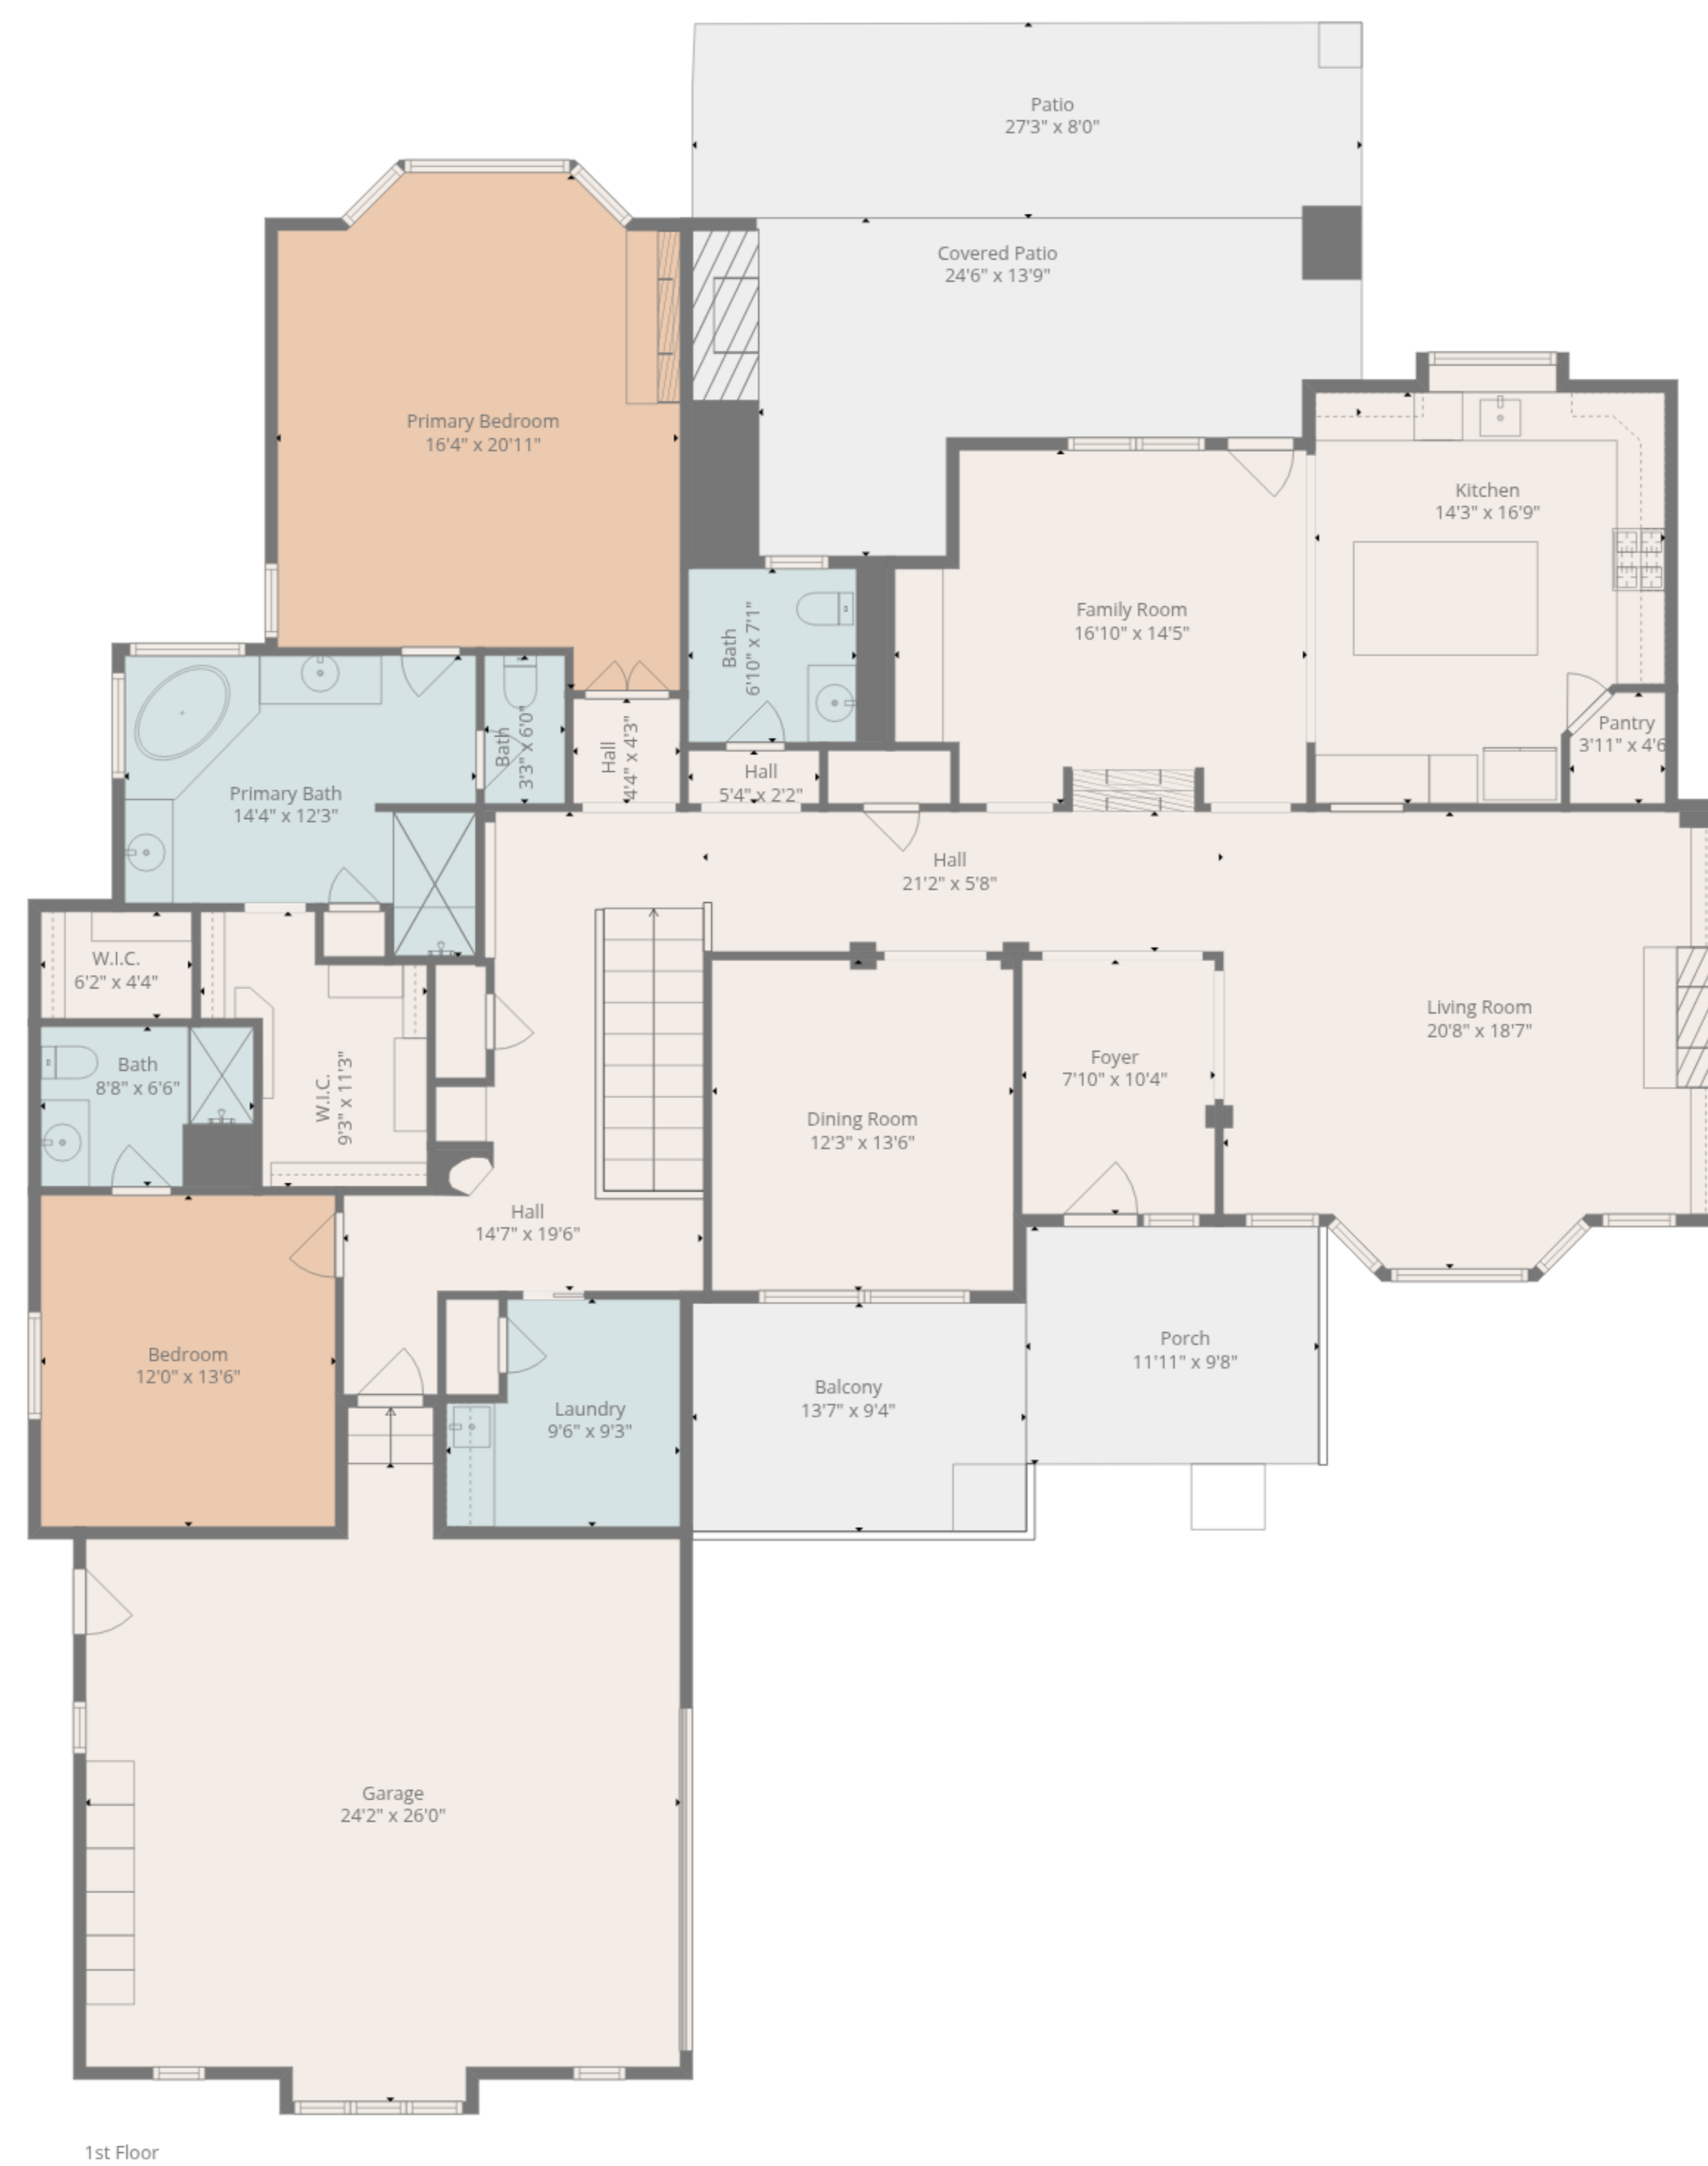 Patio
27'3" x 8'0"
Covered Patio
24'6" x 13'9"
Primary Bedroom
16'4" x 20'11"
Kitchen
14'3" x 16'9"
Family Room
16'10" x 14'5"
Bath
6'10" x 7'1"
Pantry
3'11" x 4'6
Bath
3'3" x 6'0"
Hall
4'4" x 4'3"
Hall
5'4" x 2'2"
Primary Bath
14'4" x 12'3"
Hall
21'2" x 5'8"
W.I.C.
6'2" x 4'4"
Living Room
20'8" x 18'7"
Bath
8'8" x 6'6"
W.I.C.
9'3" x 11'3"
Foyer
7'10" x 10'4"
Dining Room
12'3" x 13'6"
Hall
14'7" x 19'6"
Bedroom
12'0" x 13'6"
Porch
11'11" x 9'8"
Balcony
13'7" x 9'4"
Laundry
9'6" x 9'3"
Garage
24'2" x 26'0"
1st Floor